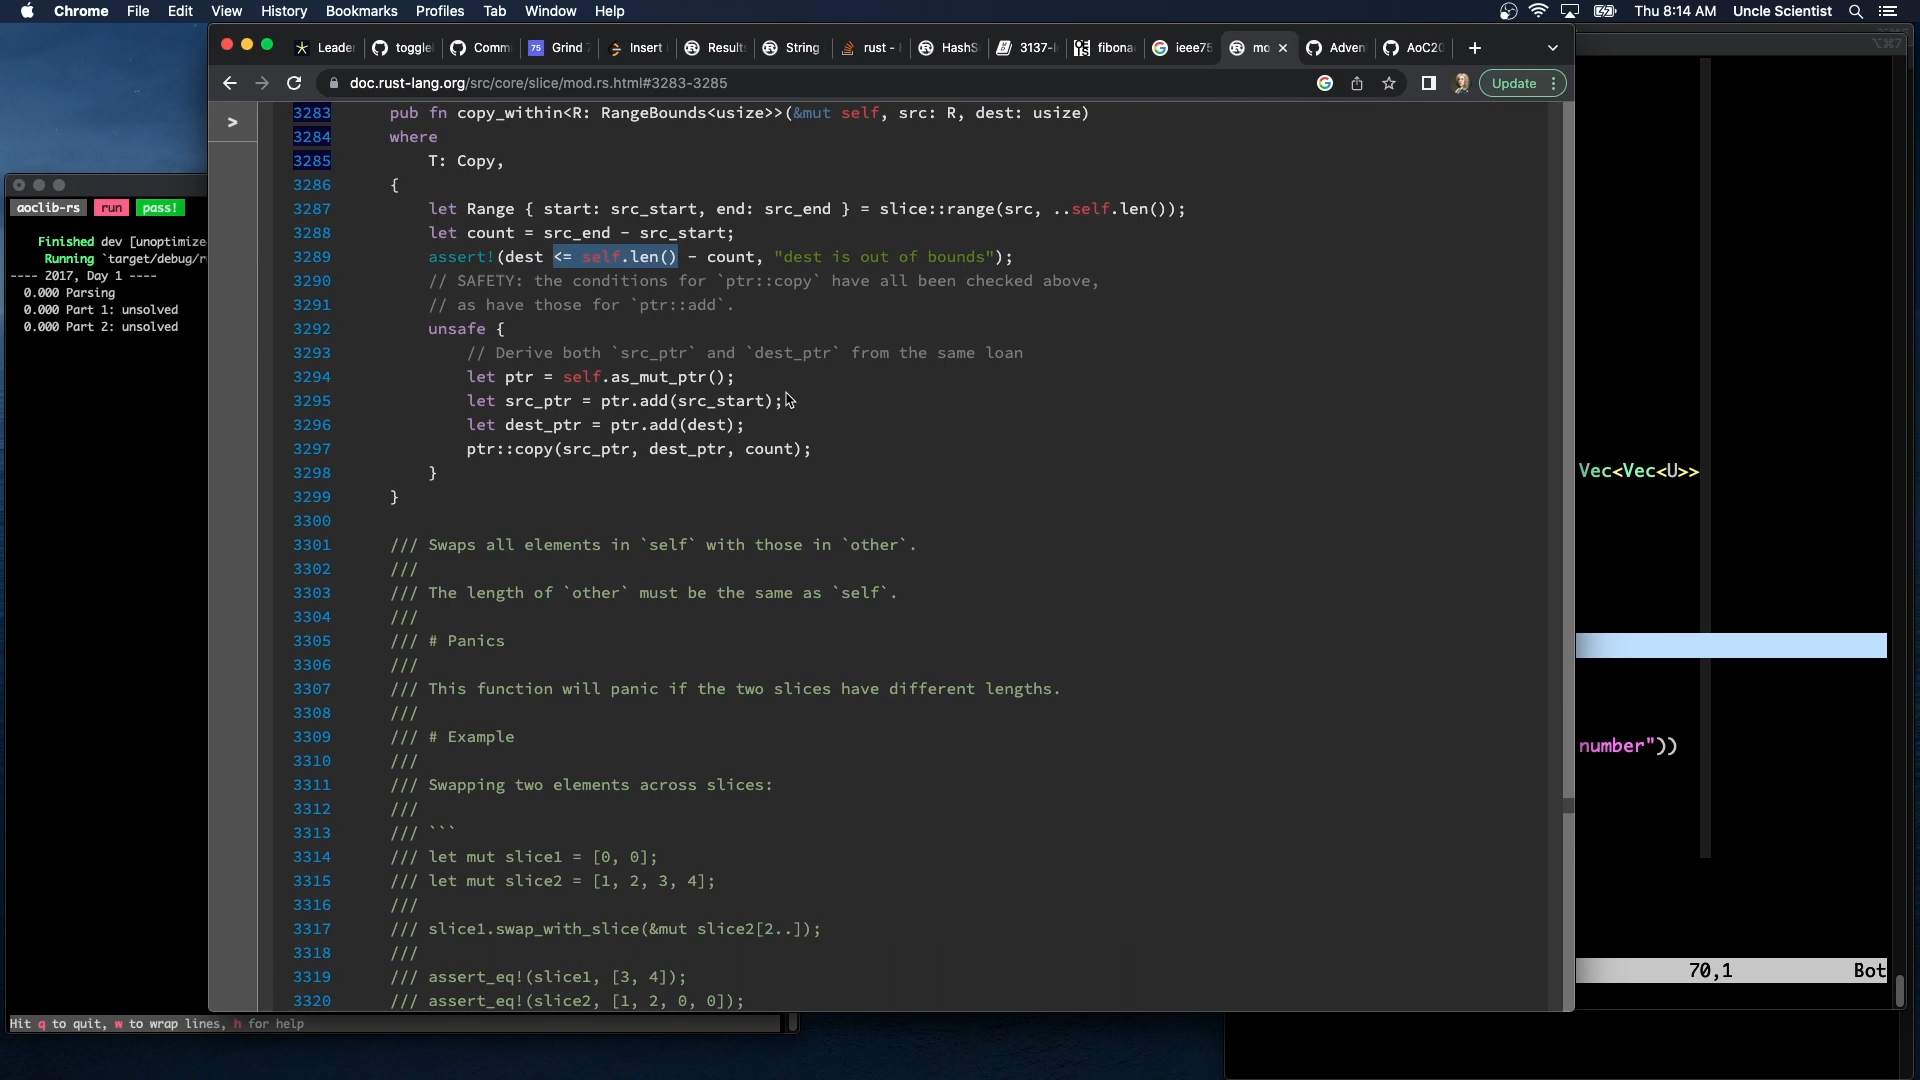 Chrome File Edit View History Bookmarks Profiles Tab Window Help Thu 8:14 AM Uncle Scientist
Leader toggle Comm 75 Grind 7 Insert Result String rust - HashS 3137- fibona ieee75 mo Adven AoC20
doc.rust-lang.org/src/core/slice/mod.rs.html#3283-3285 Update
>
3283 pub fn copy_within<R: RangeBounds<usize>>(&mut self, src: R, dest: usize)
3284 where
3285 T: Copy,
3286 {
3287 let Range { start: src_start, end: src_end } = slice::range(src, ..self.len());
3288 let count = src_end - src_start;
3289 assert!(dest <= self.len() - count, "dest is out of bounds");
3290 // SAFETY: the conditions for `ptr::copy` have all been checked above,
3291 // as have those for `ptr::add`.
3292 unsafe {
3293 // Derive both `src_ptr` and `dest_ptr` from the same loan
3294 let ptr = self.as_mut_ptr();
3295 let src_ptr = ptr.add(src_start);
3296 let dest_ptr = ptr.add(dest);
3297 ptr::copy(src_ptr, dest_ptr, count);
3298 }
3299 }
3300
3301 /// Swaps all elements in `self` with those in `other`.
3302 ///
3303 /// The length of `other` must be the same as `self`.
3304 ///
3305 /// # Panics
3306 ///
3307 /// This function will panic if the two slices have different lengths.
3308 ///
3309 /// # Example
3310 ///
3311 /// Swapping two elements across slices:
3312 ///
3313 /// ```
3314 /// let mut slice1 = [0, 0];
3315 /// let mut slice2 = [1, 2, 3, 4];
3316 ///
3317 /// slice1.swap_with_slice(&mut slice2[2..]);
3318 ///
3319 /// assert_eq!(slice1, [3, 4]);
3320 /// assert_eq!(slice2, [1, 2, 0, 0]);
aoclib-rs run pass!
Finished dev [unoptimize
Running `target/debug/r
---- 2017, Day 1 ----
0.000 Parsing
0.000 Part 1: unsolved
0.000 Part 2: unsolved
Hit q to quit, w to wrap lines, h for help
⌥⌘7
Vec<Vec<U>>
number"))
70,1 Bot